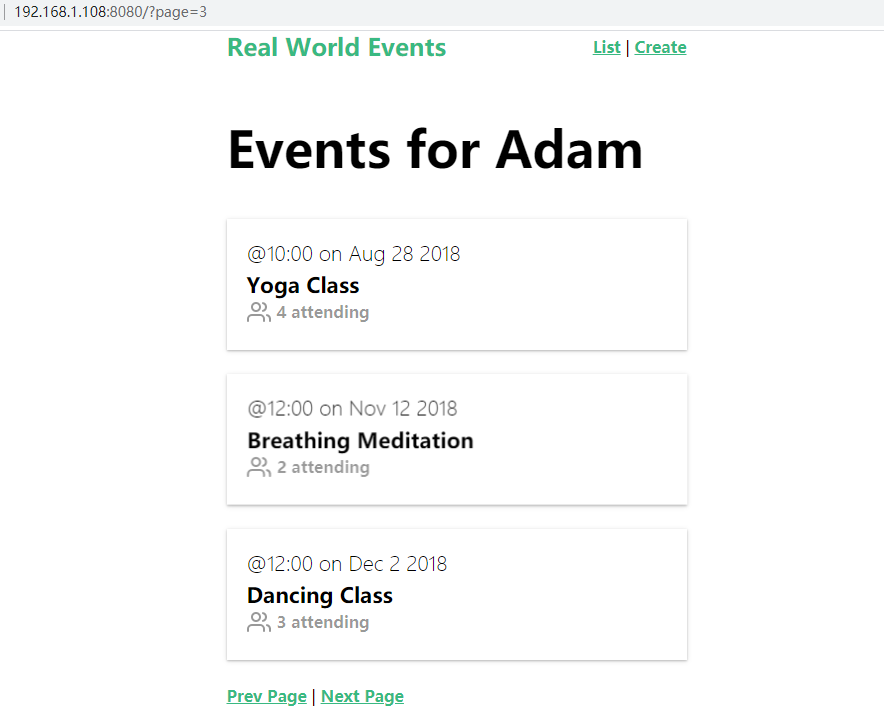 192.168.1.108:8080/?page=3
Real World Events List | Create
Events for Adam
@10:00 on Aug 28 2018
Yoga Class
4 attending
@12:00 on Nov 12 2018
Breathing Meditation
2 attending
@12:00 on Dec 2 2018
Dancing Class
3 attending
Prev Page | Next Page